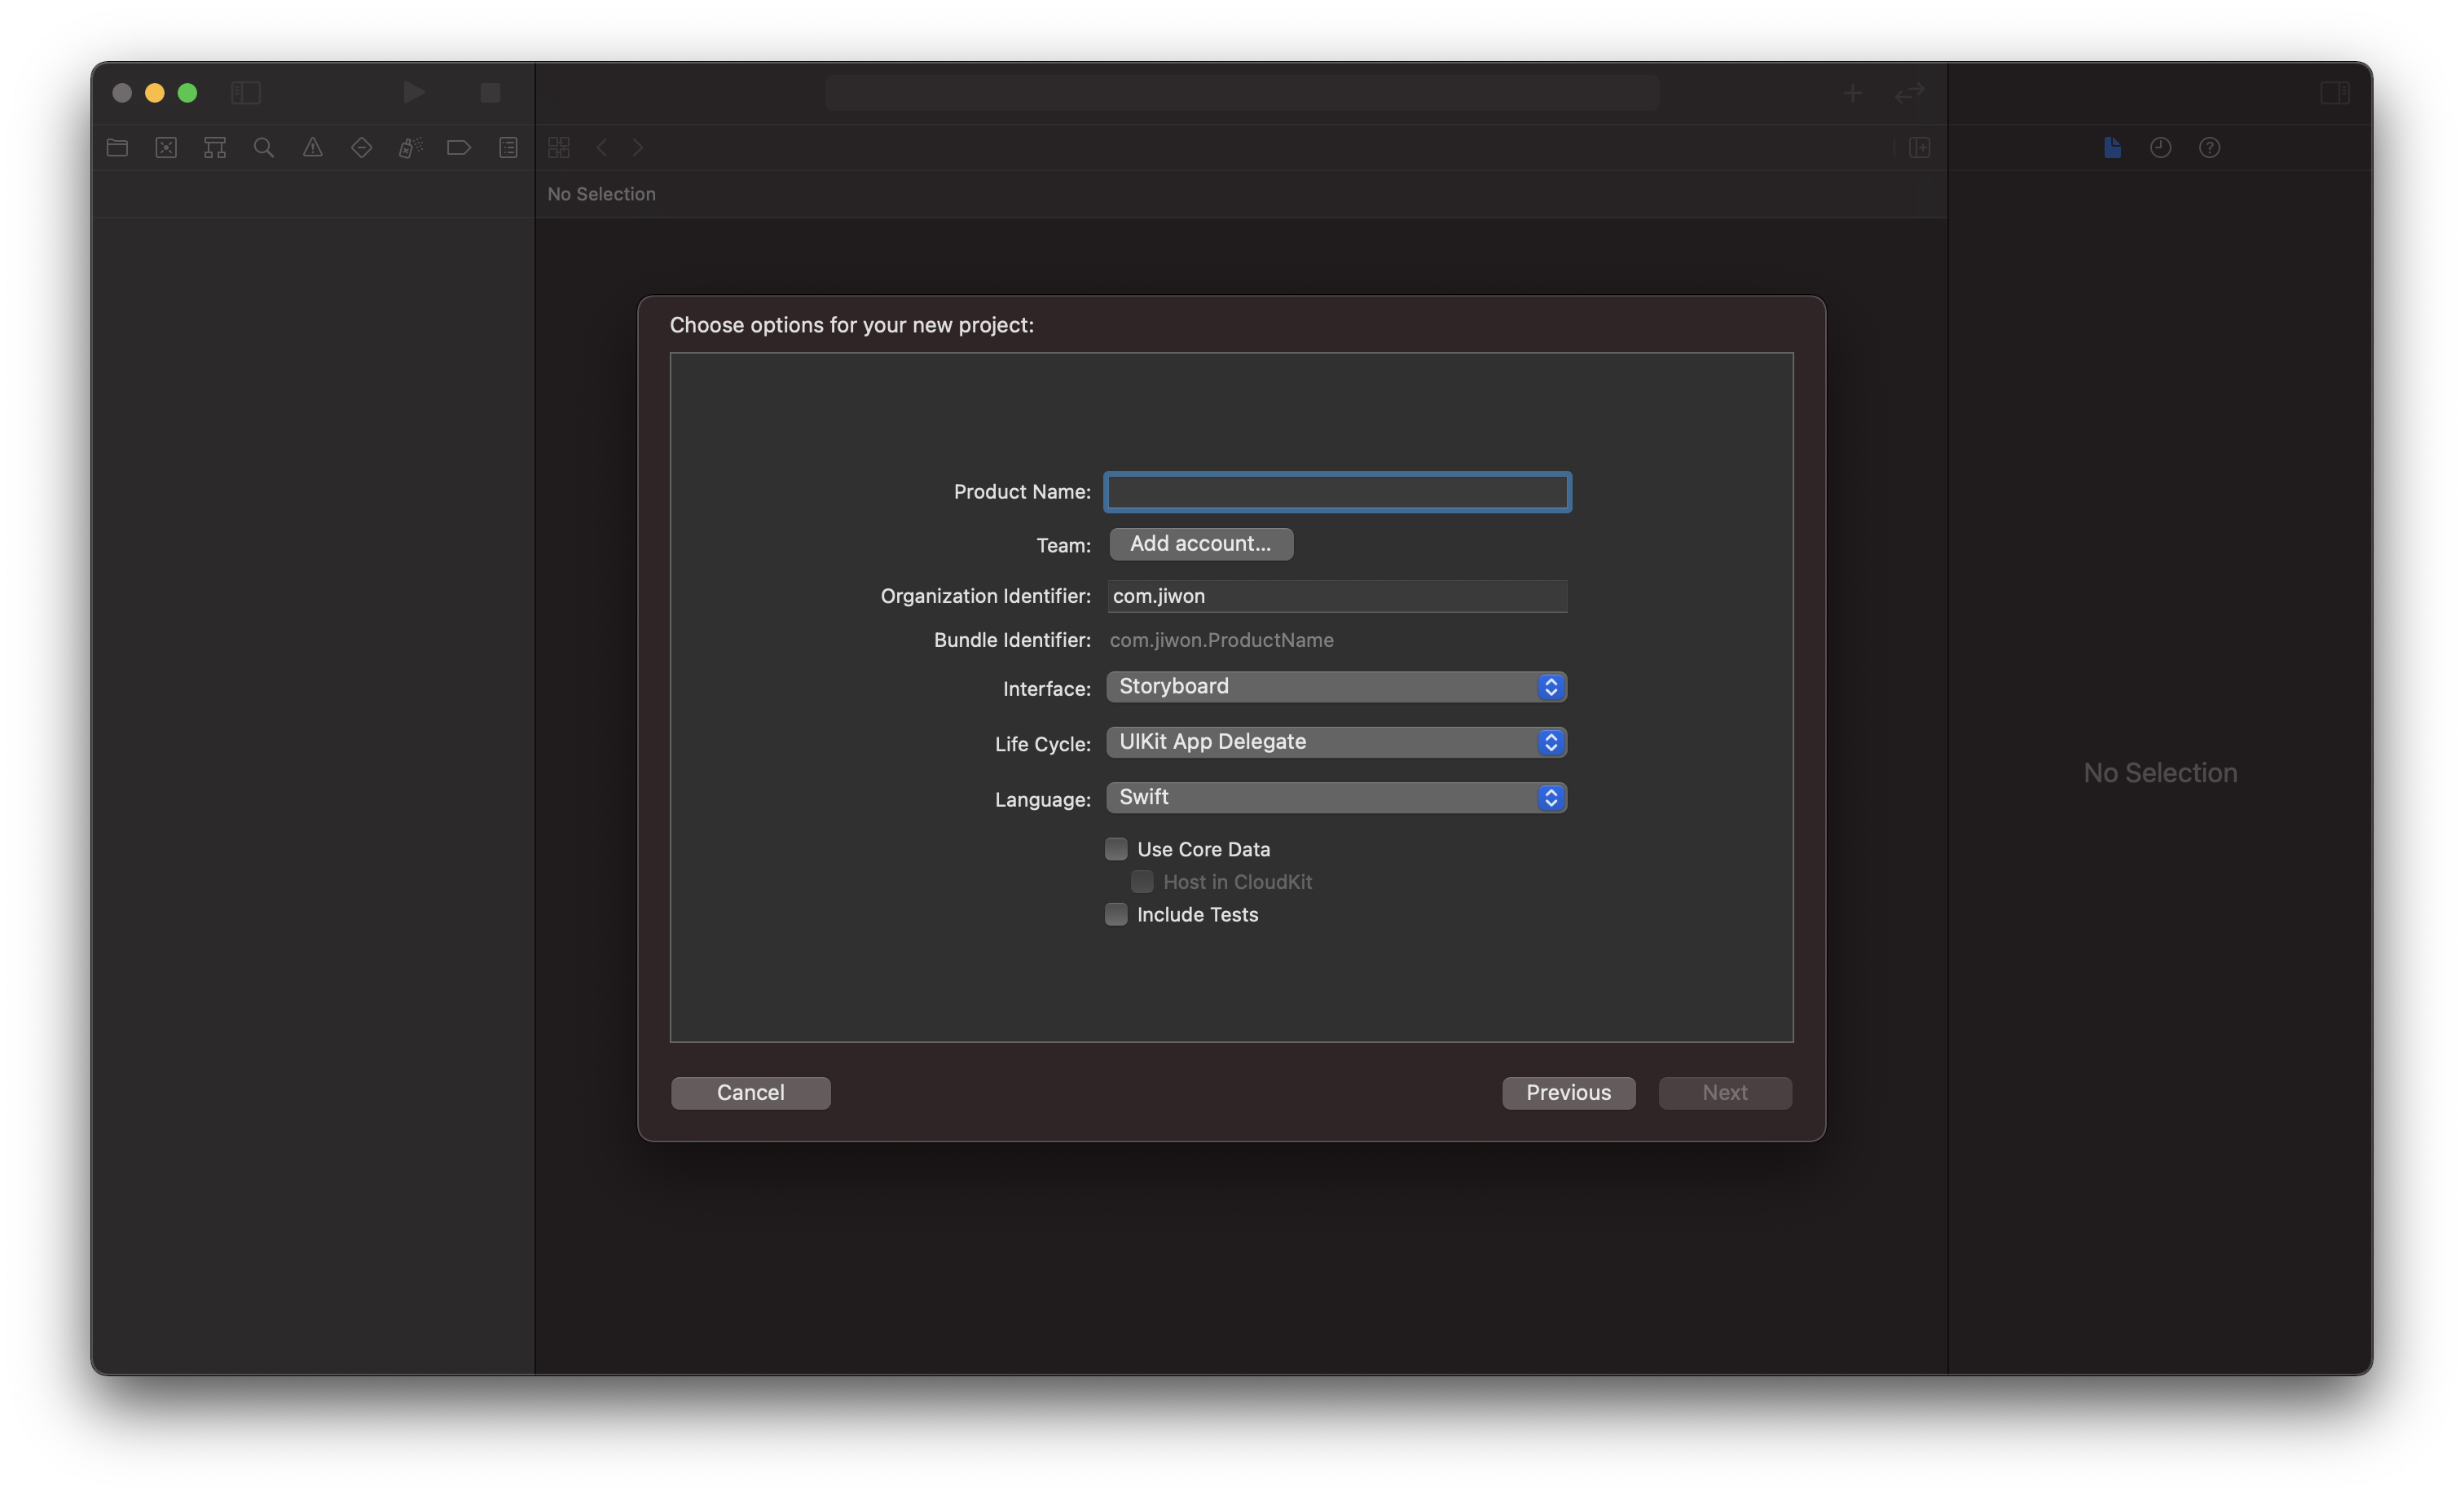 No Selection
Choose options for your new project:
Product Name:
Team: Add account...
Organization Identifier: com.jiwon
Bundle Identifier: com.jiwon.ProductName
Interface: Storyboard
Life Cycle: UIKit App Delegate
Language: Swift
Use Core Data
Host in CloudKit
Include Tests
Cancel Previous Next
No Selection